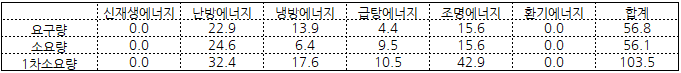 신재생에너지 난방에너지 냉방에너지 급탕에너지 조명에너지 환기에너지 합계
요구량 0.0 22.9 13.9 4.4 15.6 0.0 56.8
소요량 0.0 24.6 6.4 9.5 15.6 0.0 56.1
1차소요량 0.0 32.4 17.6 10.5 42.9 0.0 103.5